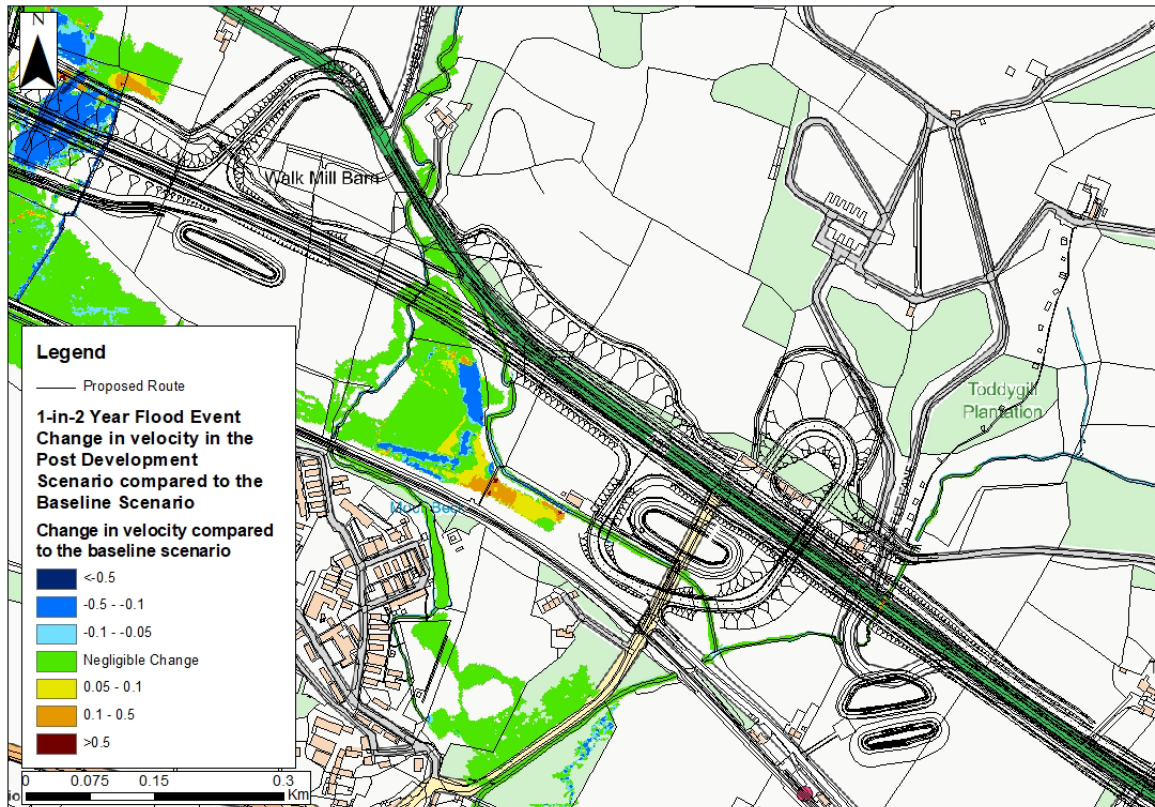 N
Walk Mill Barn
Toddygill
Plantation
Legend
Proposed Route
1-in-2 Year Flood Event
Change in velocity in the
Post Development
Scenario compared to the
Baseline Scenario
Change in velocity compared
to the baseline scenario
<-0.5
-0.5 - -0.1
-0.1 - -0.05
Negligible Change
0.05 - 0.1
0.1 - 0.5
>0.5
0 0.075 0.15 0.3
Km
Beck